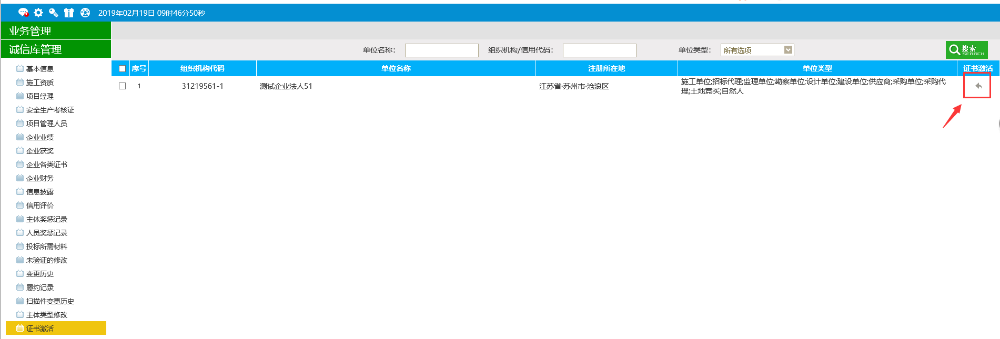 2019年02月19日 09时46分50秒
业务管理
诚信库管理
单位名称： 组织机构/信用代码： 单位类型： 所有选项 搜索 SEARCH
序号 组织机构代码 单位名称 注册所在地 单位类型 证书激活
1 31219561-1 测试企业法人51 江苏省·苏州市·沧浪区 施工单位;招标代理;监理单位;勘察单位;设计单位;建设单位;供应商;采购单位;采购代
理;土地竞买;自然人
基本信息
施工资质
项目经理
安全生产考核证
项目管理人员
企业业绩
企业获奖
企业各类证书
企业财务
信息披露
信用评价
主体奖惩记录
人员奖惩记录
投标所需材料
未验证的修改
变更历史
履约记录
扫描件变更历史
主体类型修改
证书激活